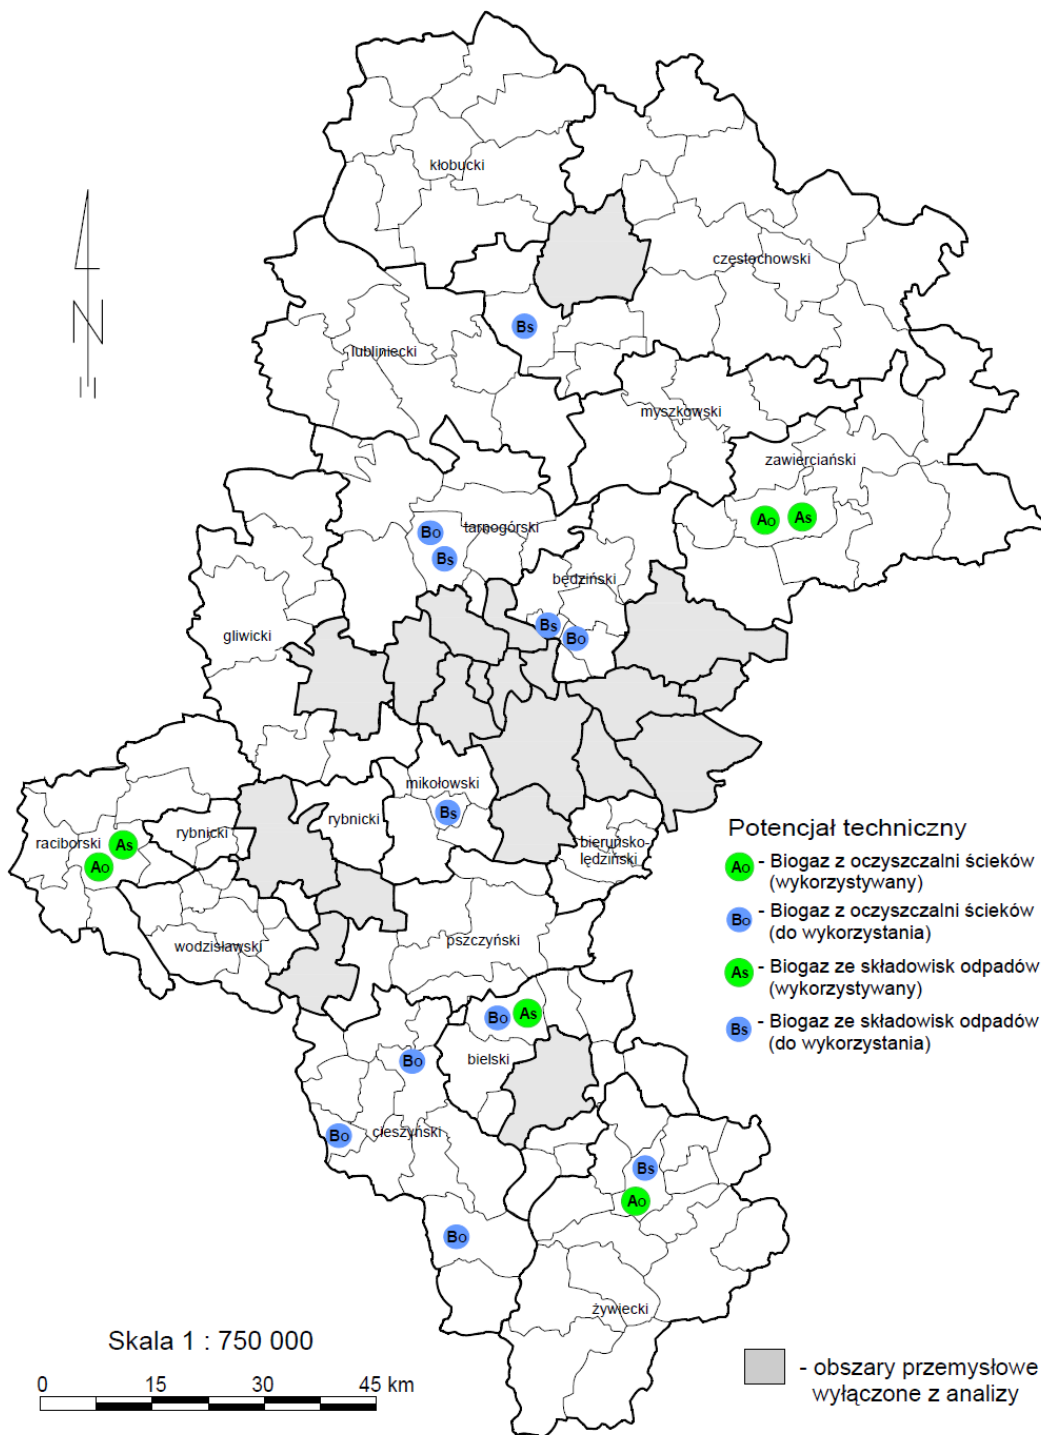 kłobucki
częstochowski
N
Bs
lubliniecki
myszkowski
zawierciański
Ao As
Bo
tarnogórski
Bs
będziński
Bs
Bo
gliwicki
mikołowski
Bs
rybnicki
rybnicki
raciborski
As
Ao
bieruńsko-
lędziński
Potencjał techniczny
Ao - Biogaz z oczyszczalni ścieków
(wykorzystywany)
Bo - Biogaz z oczyszczalni ścieków
(do wykorzystania)
As - Biogaz ze składowisk odpadów
(wykorzystywany)
Bs - Biogaz ze składowisk odpadów
(do wykorzystania)
wodzisławski
pszczyński
Bo As
Bo
bielski
Bo
cieszyński
Bs
Ao
Bo
żywiecki
Skala 1 : 750 000
0 15 30 45 km
- obszary przemysłowe
wyłączone z analizy